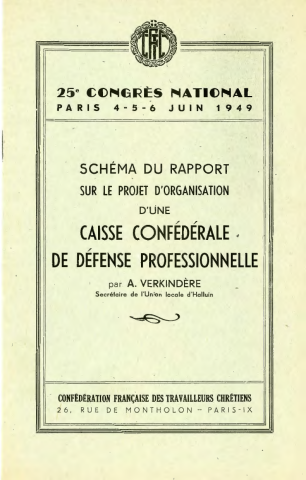 CFTC
25e CONGRÈS NATIONAL
PARIS 4-5-6 JUIN 1949
SCHÉMA DU RAPPORT
SUR LE PROJET D'ORGANISATION
D'UNE
CAISSE CONFÉDÉRALE
DE DÉFENSE PROFESSIONNELLE
par A. VERKINDÈRE
Secrétaire de l'Union locale d'Halluin
CONFÉDÉRATION FRANÇAISE DES TRAVAILLEURS CHRÉTIENS
26, RUE DE MONTHOLON - PARIS-IX